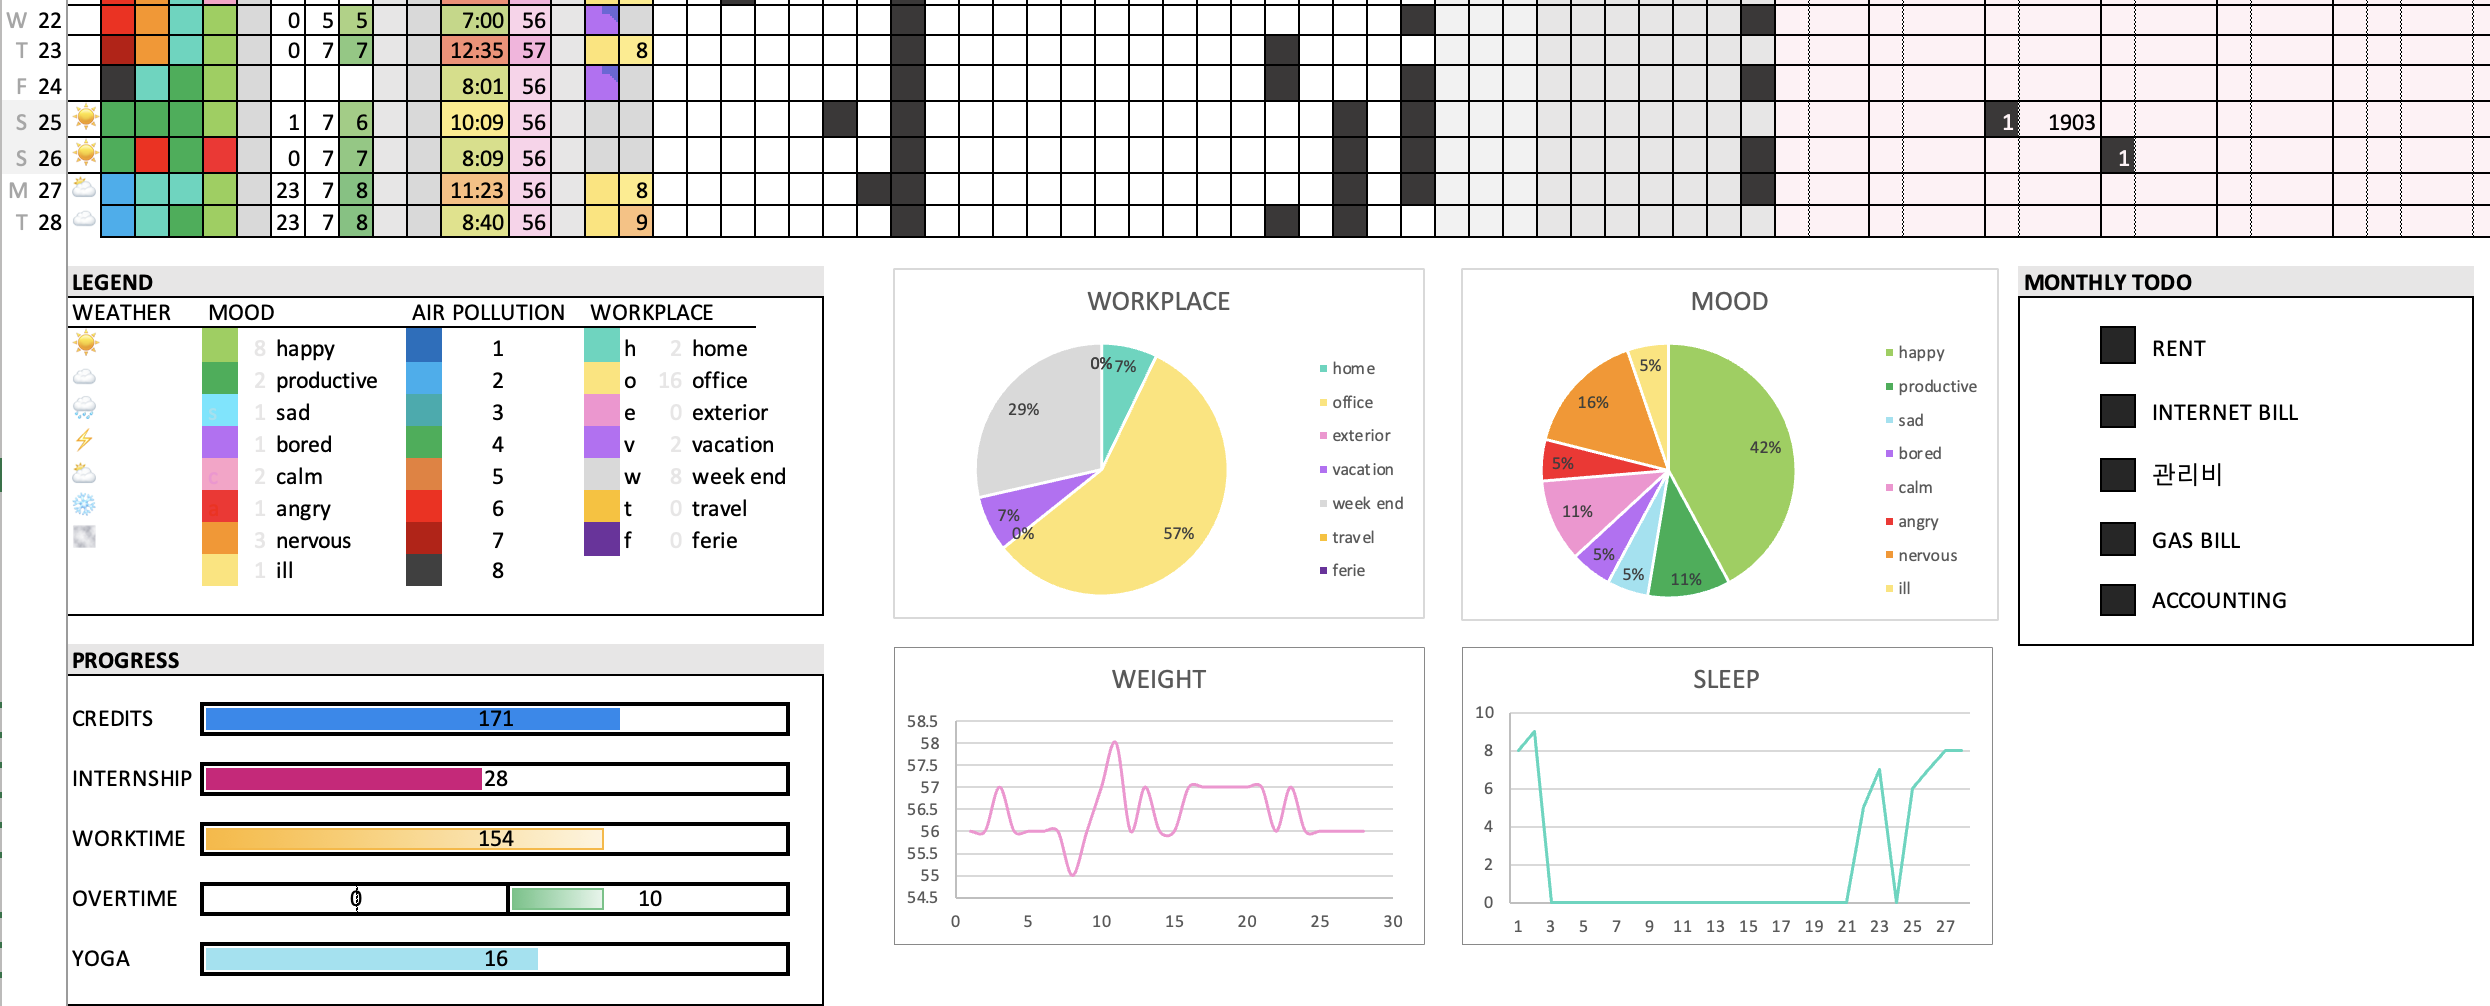 W 22 0 5 5 7:00 56
T 23 0 7 7 12:35 57 8
F 24 8:01 56
S 25 1 7 6 10:09 56 1 1903
S 26 0 7 7 8:09 56 1
M 27 23 7 8 11:23 56 8
T 28 23 7 8 8:40 56 9
LEGEND
WEATHER MOOD AIR POLLUTION WORKPLACE
8 happy 1 h 2 home
2 productive 2 o 16 office
s 1 sad 3 e 0 exterior
1 bored 4 v 2 vacation
c 2 calm 5 w 8 week end
a 1 angry 6 t 0 travel
3 nervous 7 f 0 ferie
1 ill 8
WORKPLACE
0% 7%
29%
7%
0%
57%
home
office
exterior
vacation
week end
travel
ferie
MOOD
5%
16%
42%
5%
11%
5%
5%
11%
happy
productive
sad
bored
calm
angry
nervous
ill
MONTHLY TODO
RENT
INTERNET BILL
관리비
GAS BILL
ACCOUNTING
PROGRESS
CREDITS 171
INTERNSHIP 28
WORKTIME 154
OVERTIME 0 10
YOGA 16
WEIGHT
58.5
58
57.5
57
56.5
56
55.5
55
54.5
0 5 10 15 20 25 30
SLEEP
10
8
6
4
2
0
1 3 5 7 9 11 13 15 17 19 21 23 25 27